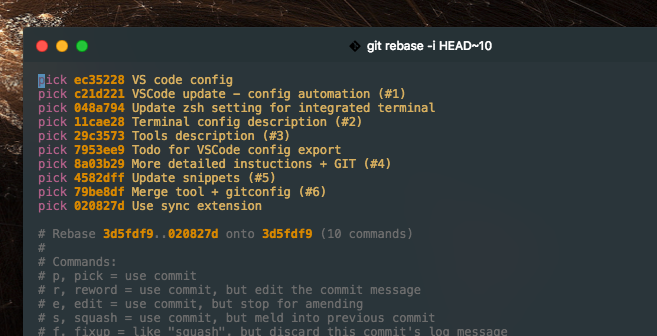 git rebase -i HEAD~10
pick ec35228 VS code config
pick c21d221 VSCode update - config automation (#1)
pick 048a794 Update zsh setting for integrated terminal
pick 11cae28 Terminal config description (#2)
pick 29c3573 Tools description (#3)
pick 7953ee9 Todo for VSCode config export
pick 8a03b29 More detailed instuctions + GIT (#4)
pick 4582dff Update snippets (#5)
pick 79be8df Merge tool + gitconfig (#6)
pick 020827d Use sync extension
# Rebase 3d5fdf9..020827d onto 3d5fdf9 (10 commands)
#
# Commands:
# p, pick = use commit
# r, reword = use commit, but edit the commit message
# e, edit = use commit, but stop for amending
# s, squash = use commit, but meld into previous commit
# f, fixup = like "squash", but discard this commit's log message